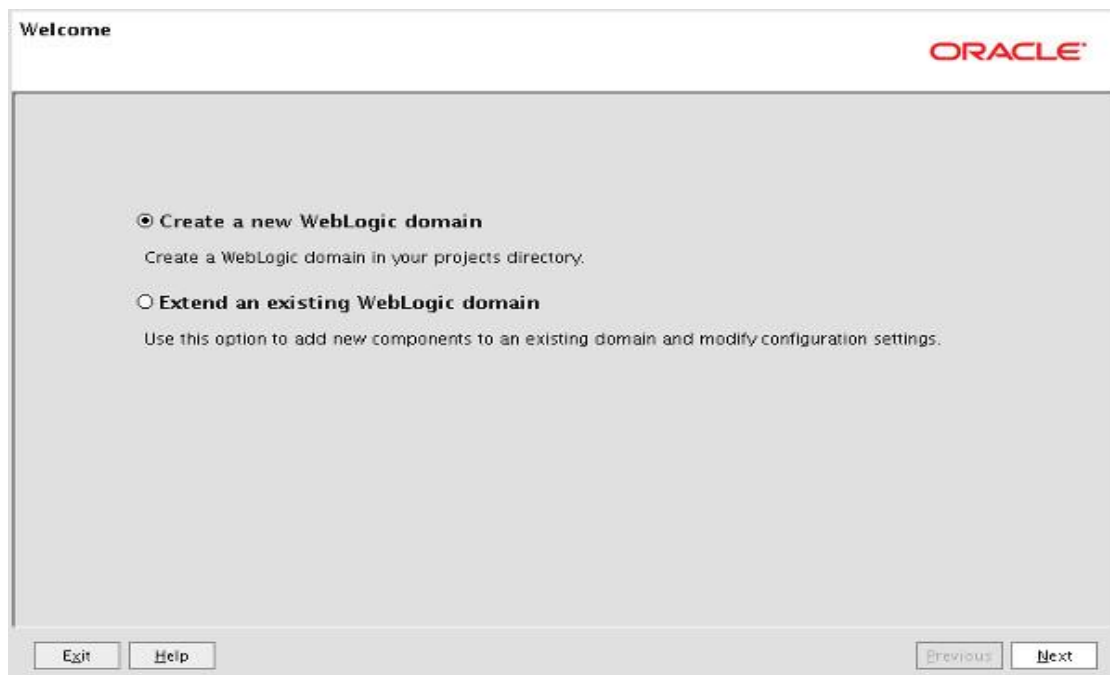 Welcome
ORACLE
Create a new WebLogic domain
Create a WebLogic domain in your projects directory.
Extend an existing WebLogic domain
Use this option to add new components to an existing domain and modify configuration settings.
Exit Help Previous Next